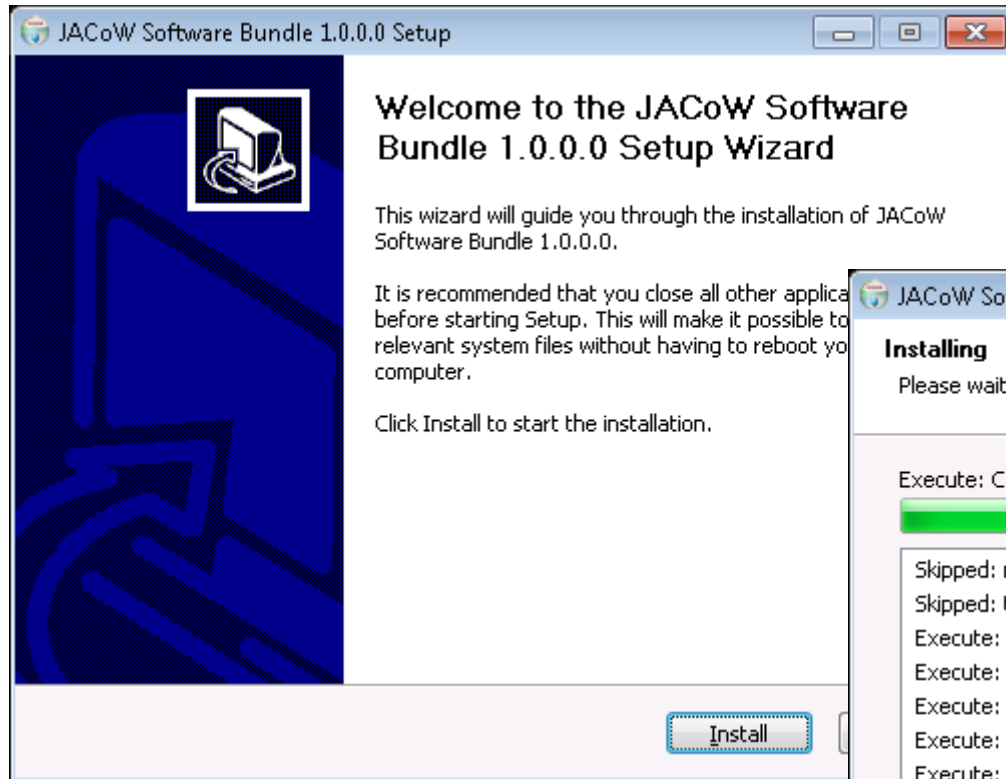 JACoW Software Bundle 1.0.0.0 Setup
Welcome to the JACoW Software
Bundle 1.0.0.0 Setup Wizard
This wizard will guide you through the installation of JACoW
Software Bundle 1.0.0.0.
It is recommended that you close all other applica
before starting Setup. This will make it possible to
relevant system files without having to reboot yo
computer.
Click Install to start the installation.
Install
JACoW So
Installing
Please wait
Execute: C
Skipped:
Skipped:
Execute:
Execute:
Execute:
Execute:
Execute: